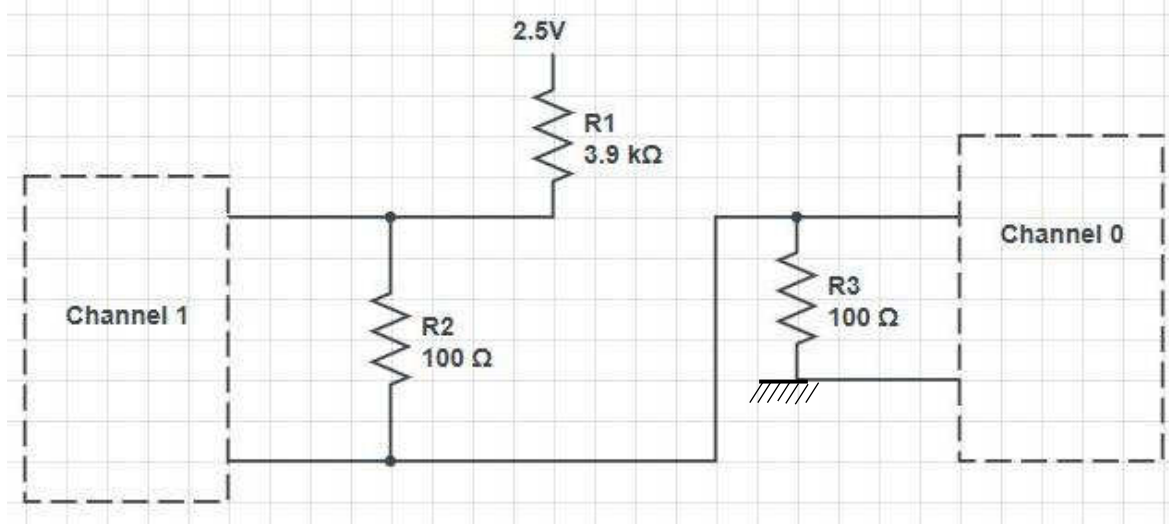 2.5V
R1
3.9 kΩ
Channel 0
R3
100 Ω
Channel 1
R2
100 Ω